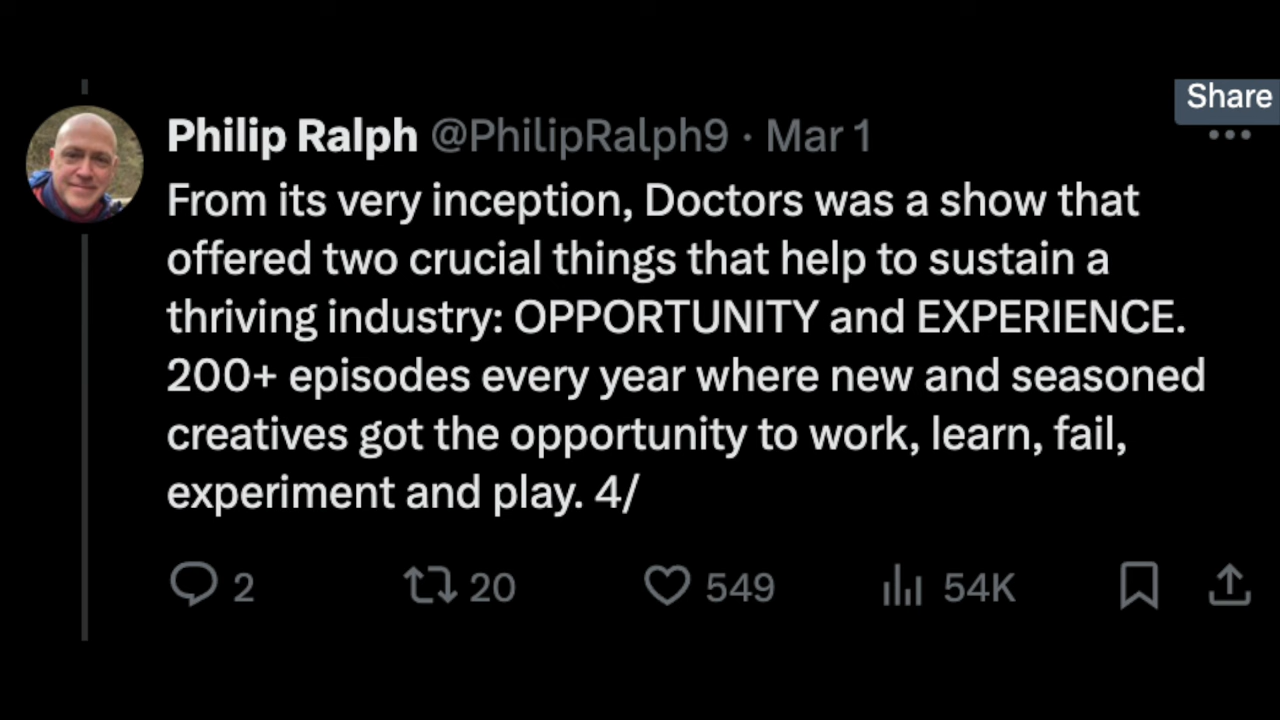 Share
Philip Ralph @PhilipRalph9 · Mar 1
From its very inception, Doctors was a show that
offered two crucial things that help to sustain a
thriving industry: OPPORTUNITY and EXPERIENCE.
200+ episodes every year where new and seasoned
creatives got the opportunity to work, learn, fail,
experiment and play. 4/
2 20 549 54K